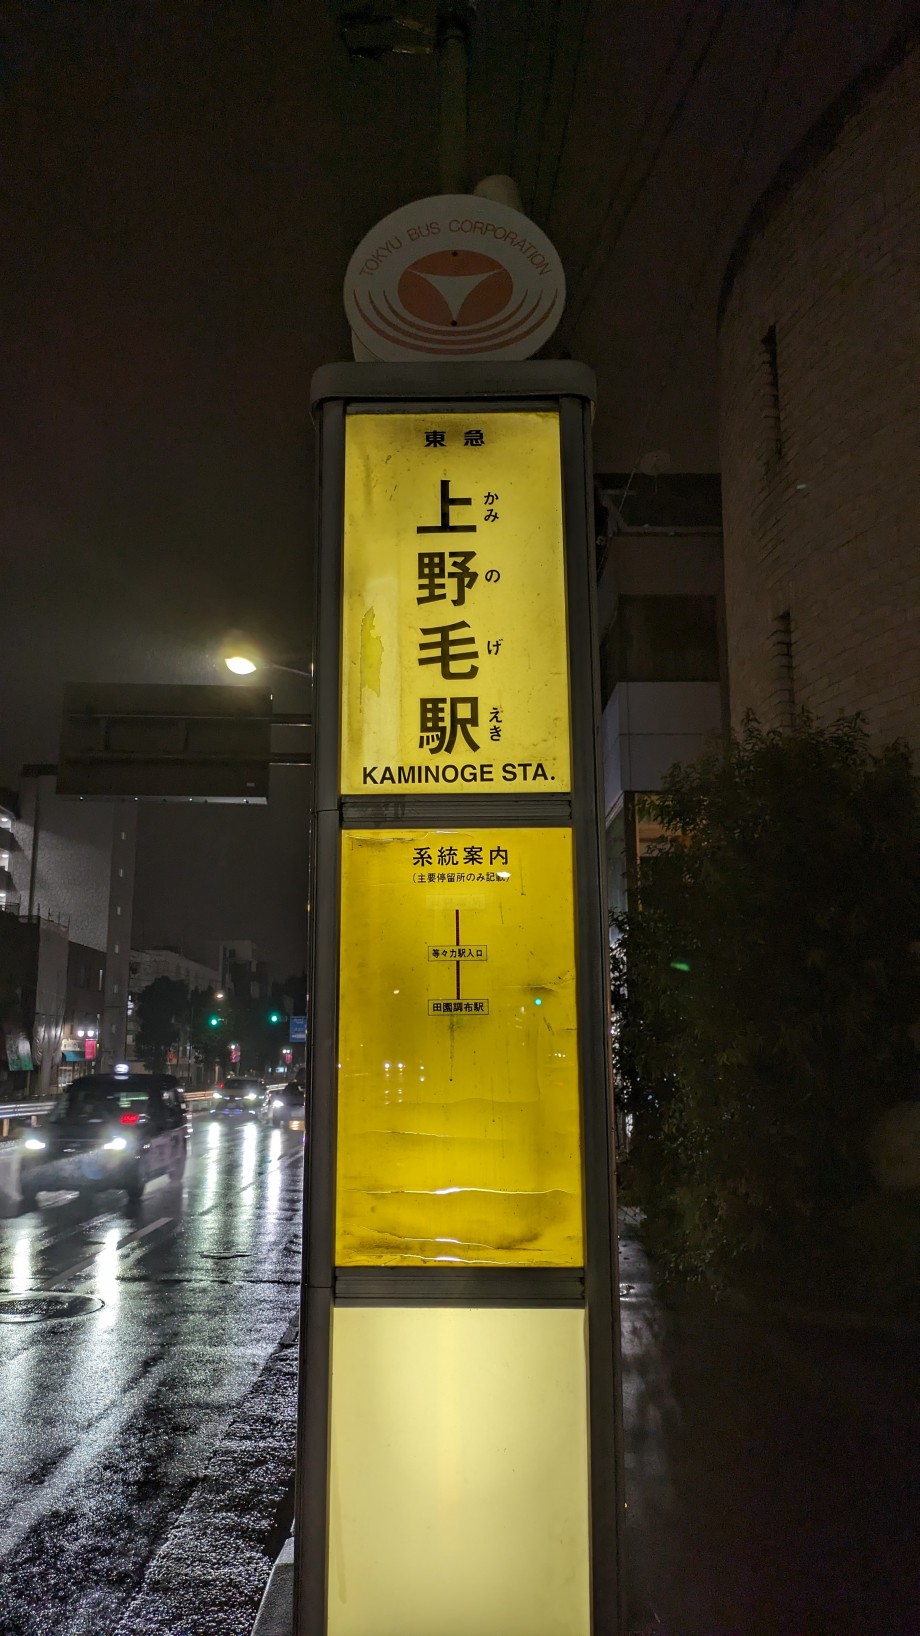 TOKYU BUS CORPORATION
東急
上野毛駅
かみのげえき
KAMINOGE STA.
系統案内
(主要停留所のみ記載)
等々力駅入口
田園調布駅